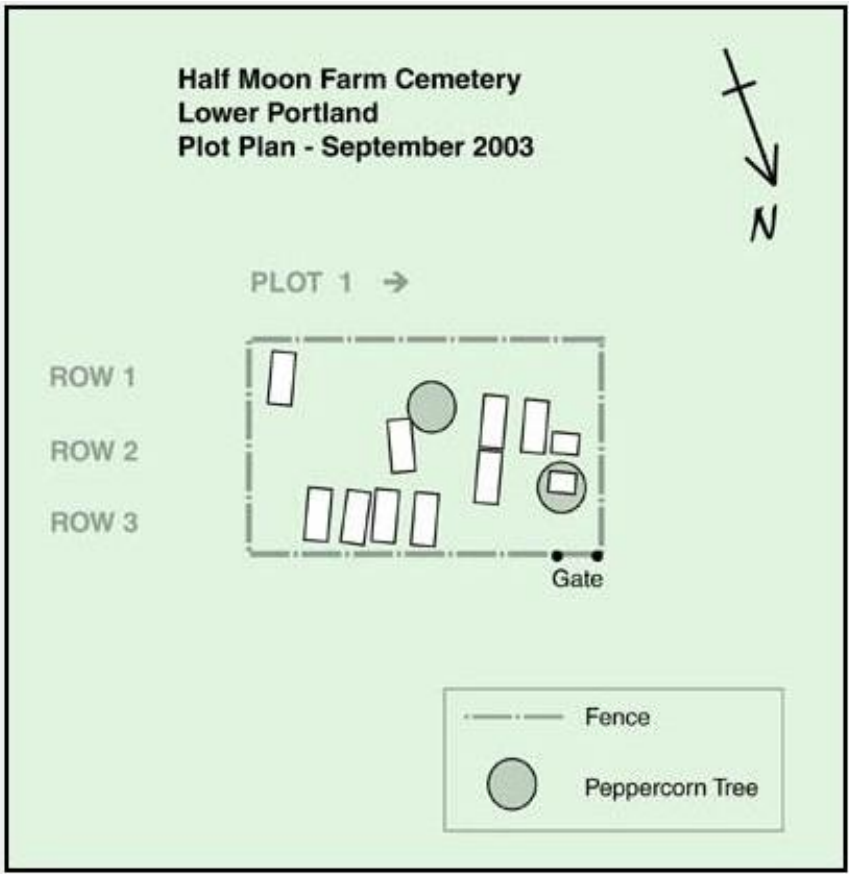 Half Moon Farm Cemetery
Lower Portland
Plot Plan - September 2003
N
PLOT 1 →
ROW 1
ROW 2
ROW 3
Gate
Fence
Peppercorn Tree